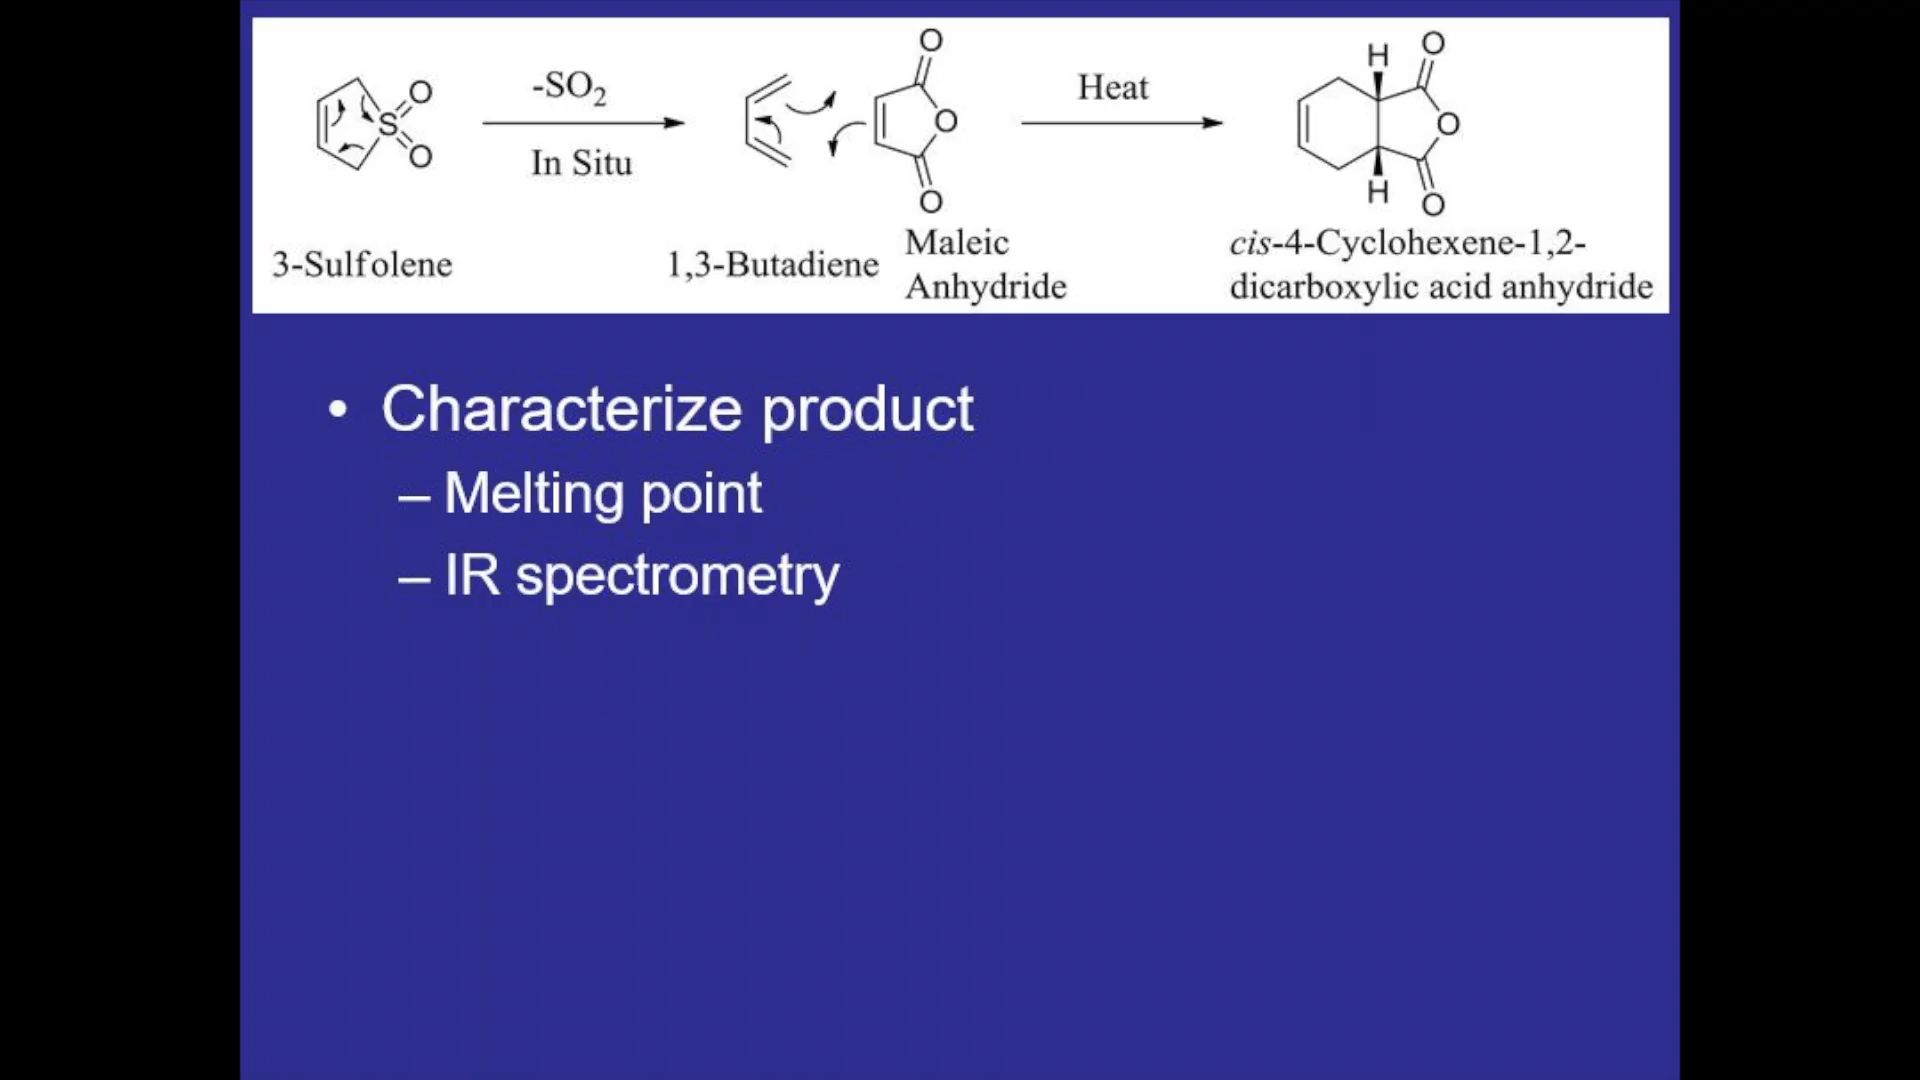 O
O
S
O
-SO2
In Situ
O
O
O
Heat
H
H
O
O
O
3-Sulfolene
1,3-Butadiene
Maleic
Anhydride
cis-4-Cyclohexene-1,2-
dicarboxylic acid anhydride
• Characterize product
– Melting point
– IR spectrometry